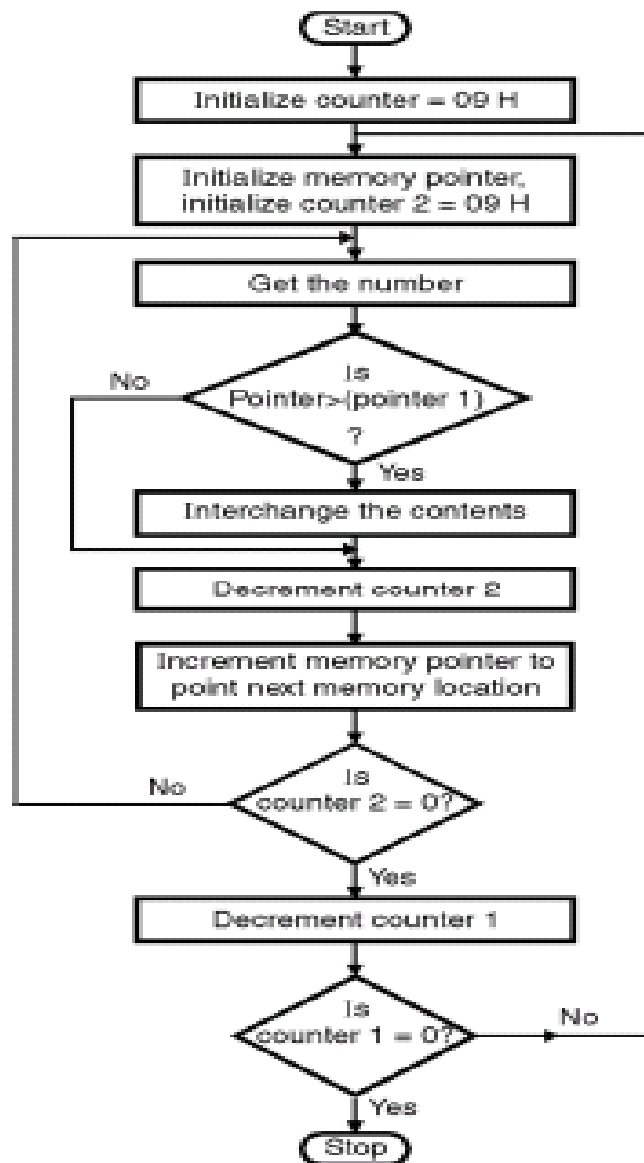 Start
Initialize counter = 09 H
Initialize memory pointer,
initialize counter 2 = 09 H
Get the number
Is
Pointer>(pointer 1)
?
No
Yes
Interchange the contents
Decrement counter 2
Increment memory pointer to
point next memory location
Is
counter 2 = 0?
No
Yes
Decrement counter 1
Is
counter 1 = 0?
No
Yes
Stop